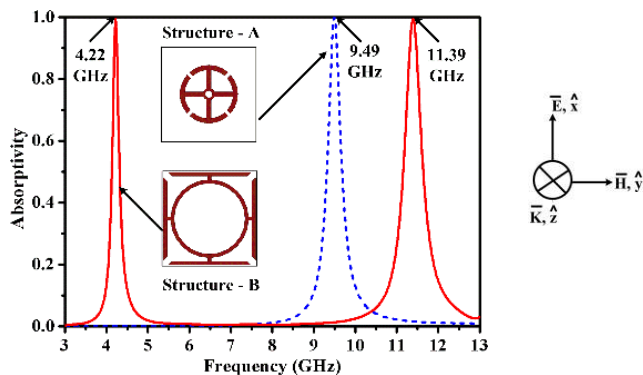 1.0
0.8
0.6
0.4
0.2
0.0
Absorptivity
3 4 5 6 7 8 9 10 11 12 13
Frequency (GHz)
4.22
GHz
Structure - A
9.49
GHz
11.39
GHz
Structure - B
E, x̂
H, ŷ
K, ẑ